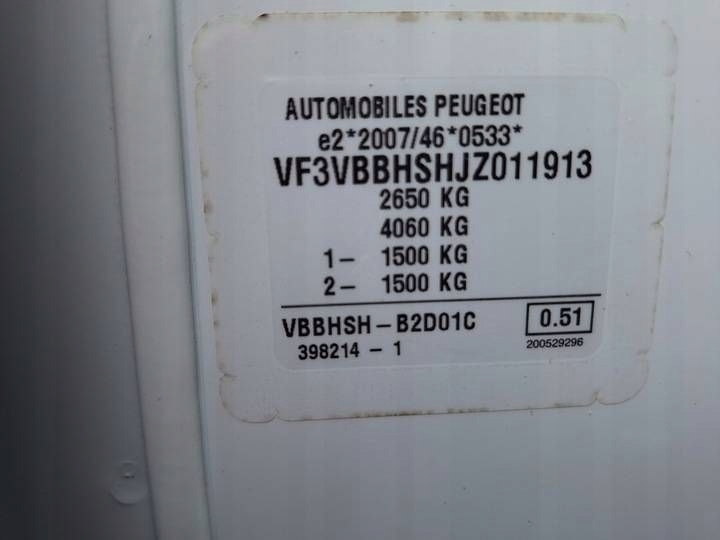 AUTOMOBILES PEUGEOT
e2*2007/46*0533*
VF3VBBHSHJZ011913
2650 KG
4060 KG
1- 1500 KG
2- 1500 KG
VBBHSH-B2D01C 0.51
398214-1 200529296